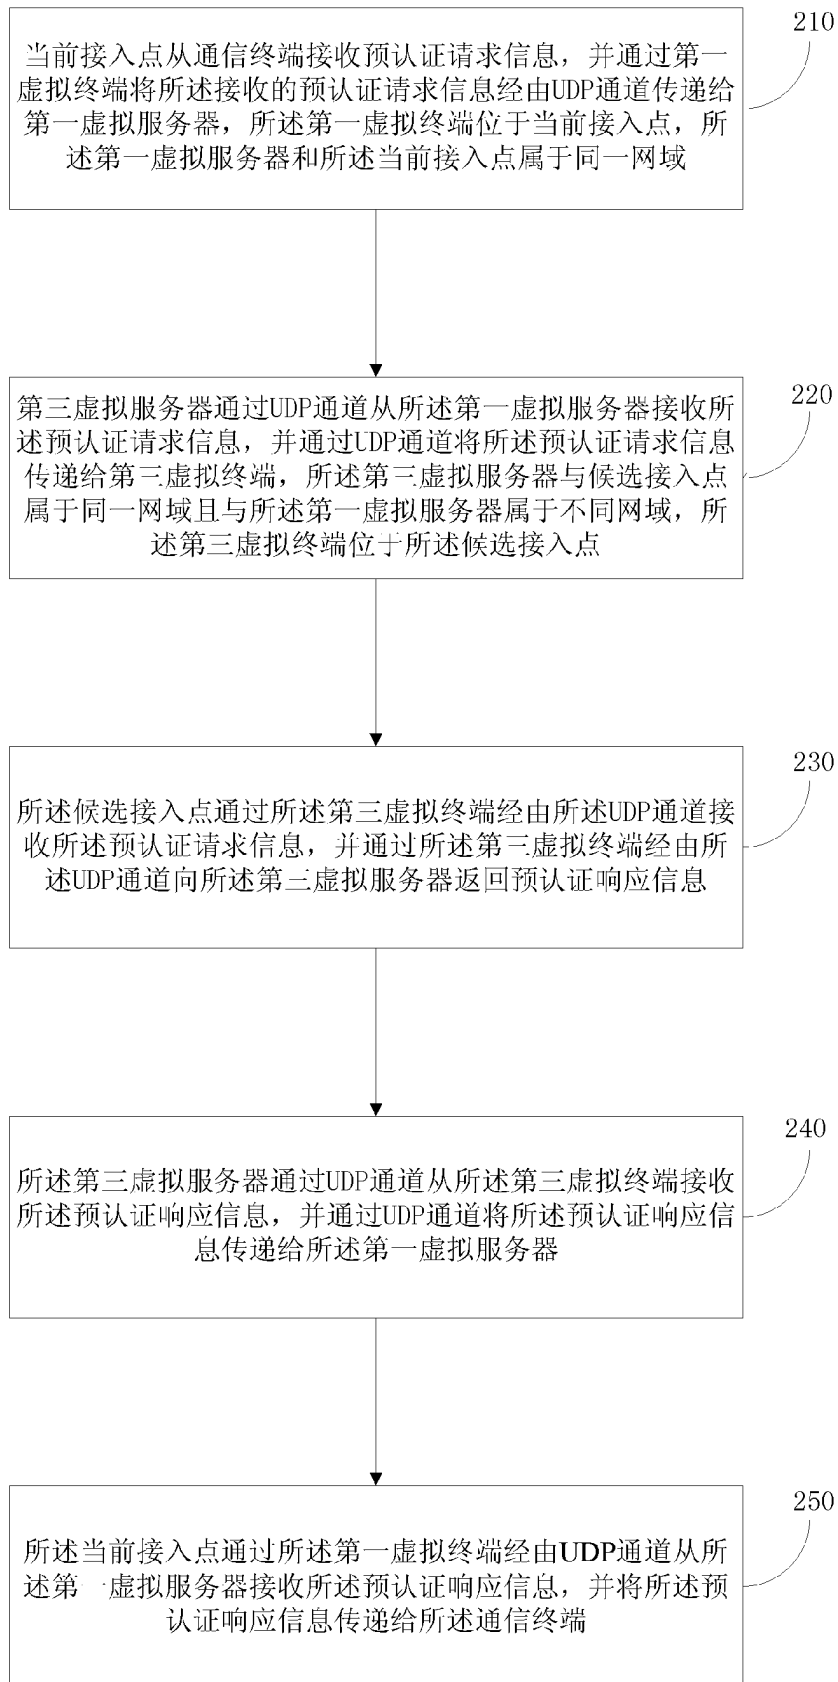 210
当前接入点从通信终端接收预认证请求信息，并通过第一
虚拟终端将所述接收的预认证请求信息经由UDP通道传递给
第一虚拟服务器，所述第一虚拟终端位于当前接入点，所
述第一虚拟服务器和所述当前接入点属于同一网域
220
第三虚拟服务器通过UDP通道从所述第一虚拟服务器接收所
述预认证请求信息，并通过UDP通道将所述预认证请求信息
传递给第三虚拟终端，所述第三虚拟服务器与候选接入点
属于同一网域且与所述第一虚拟服务器属于不同网域，所
述第三虚拟终端位于所述候选接入点
230
所述候选接入点通过所述第三虚拟终端经由所述UDP通道接
收所述预认证请求信息，并通过所述第三虚拟终端经由所
述UDP通道向所述第三虚拟服务器返回预认证响应信息
240
所述第三虚拟服务器通过UDP通道从所述第三虚拟终端接收
所述预认证响应信息，并通过UDP通道将所述预认证响应信
息传递给所述第一虚拟服务器
250
所述当前接入点通过所述第一虚拟终端经由UDP通道从所
述第一虚拟服务器接收所述预认证响应信息，并将所述预
认证响应信息传递给所述通信终端